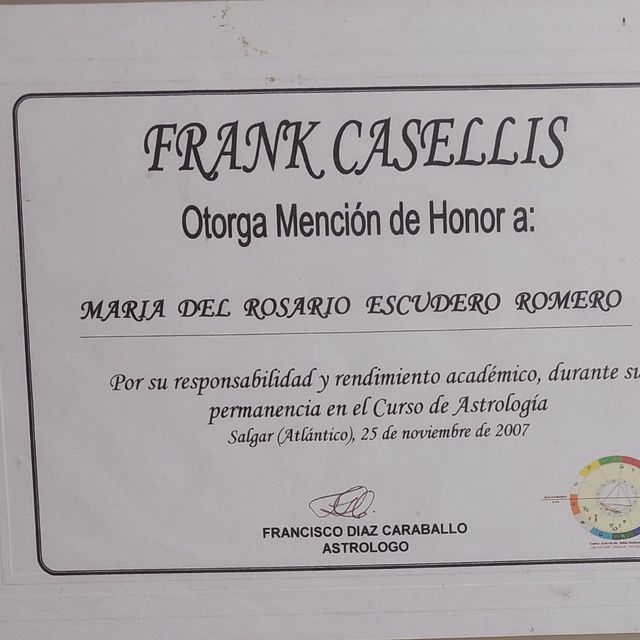 FRANK CASELLIS
Otorga Mención de Honor a:
MARIA DEL ROSARIO ESCUDERO ROMERO
Por su responsabilidad y rendimiento académico, durante su
permanencia en el Curso de Astrología
Salgar (Atlántico), 25 de noviembre de 2007
FRANCISCO DIAZ CARABALLO
ASTROLOGO